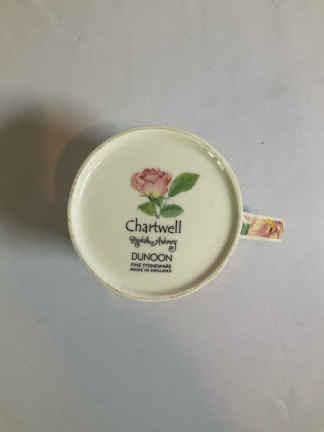 Chartwell
DUNOON
FINE STONEWARE
MADE IN ENGLAND